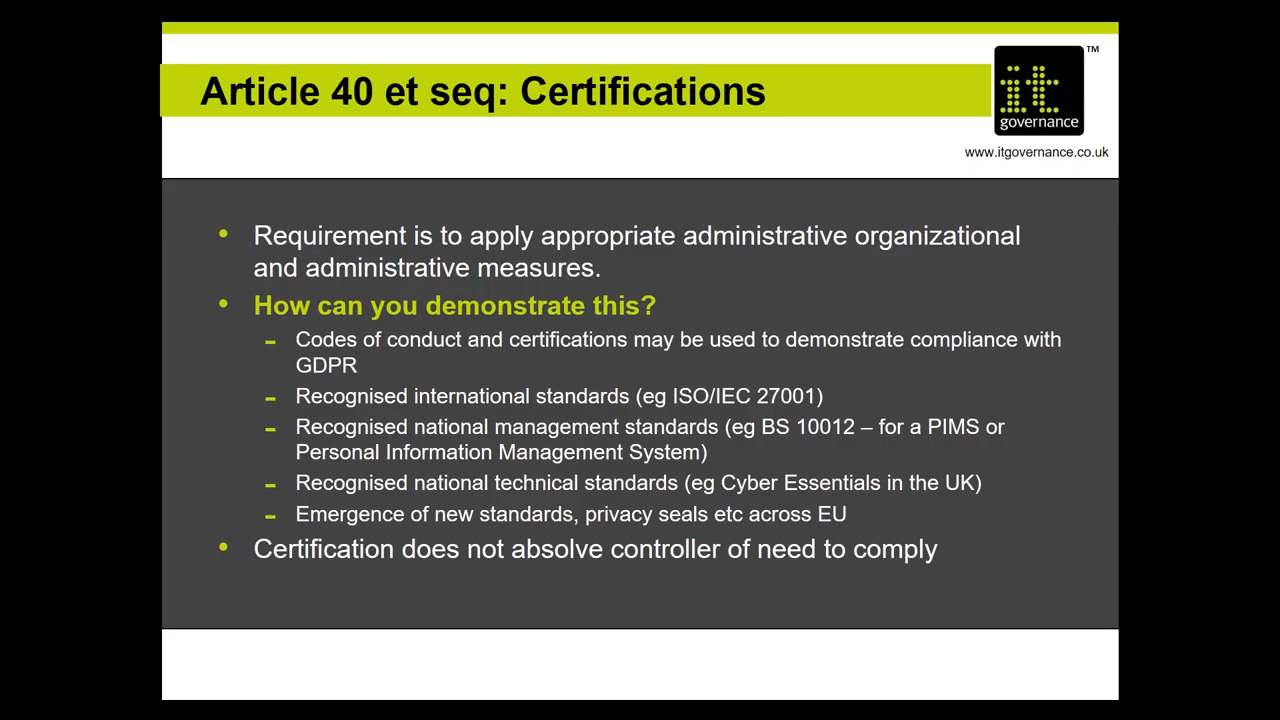 Article 40 et seq: Certifications
TM
it
governance
www.itgovernance.co.uk
• Requirement is to apply appropriate administrative organizational
and administrative measures.
• How can you demonstrate this?
– Codes of conduct and certifications may be used to demonstrate compliance with
GDPR
– Recognised international standards (eg ISO/IEC 27001)
– Recognised national management standards (eg BS 10012 – for a PIMS or
Personal Information Management System)
– Recognised national technical standards (eg Cyber Essentials in the UK)
– Emergence of new standards, privacy seals etc across EU
• Certification does not absolve controller of need to comply